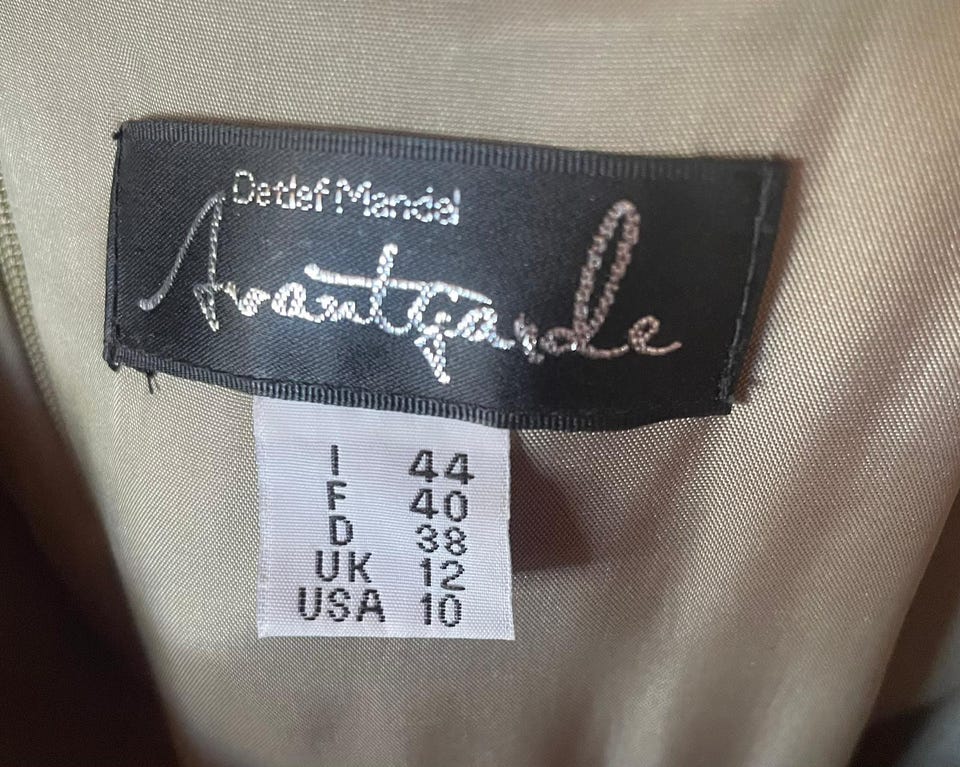 Detlef Mandel
Avantgarde
I 44
F 40
D 38
UK 12
USA 10